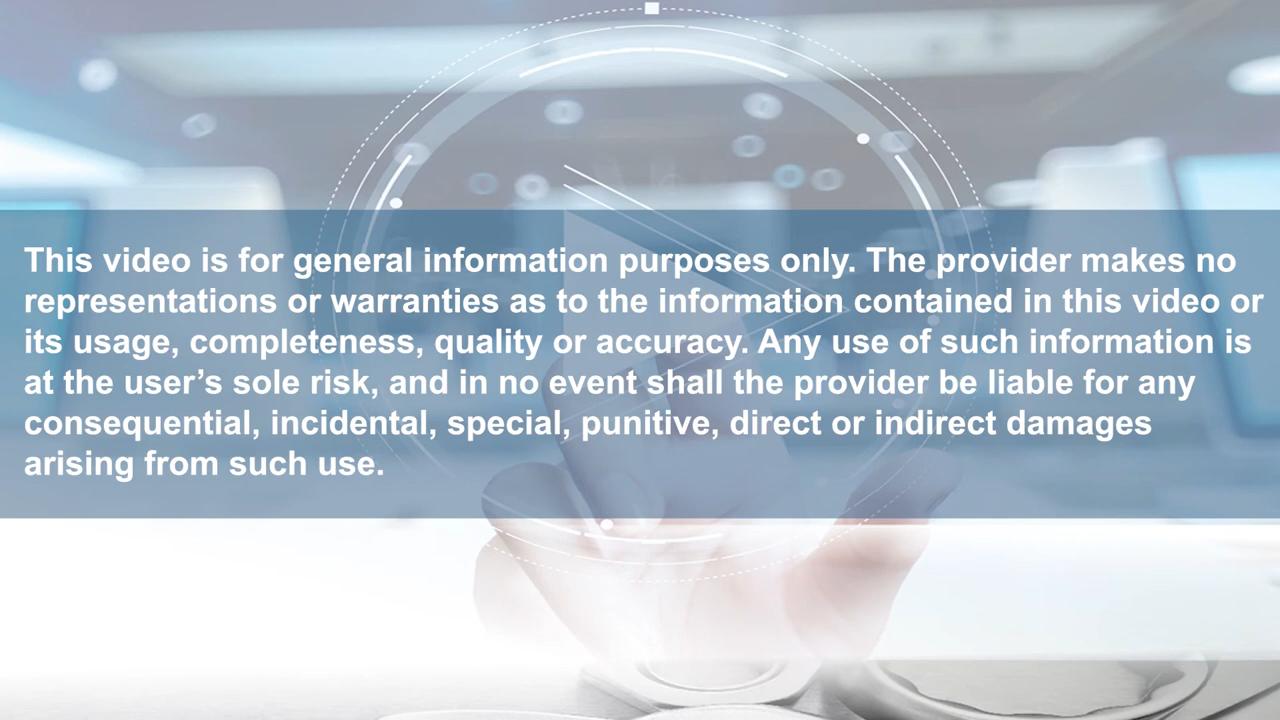 This video is for general information purposes only. The provider makes no
representations or warranties as to the information contained in this video or
its usage, completeness, quality or accuracy. Any use of such information is
at the user’s sole risk, and in no event shall the provider be liable for any
consequential, incidental, special, punitive, direct or indirect damages
arising from such use.